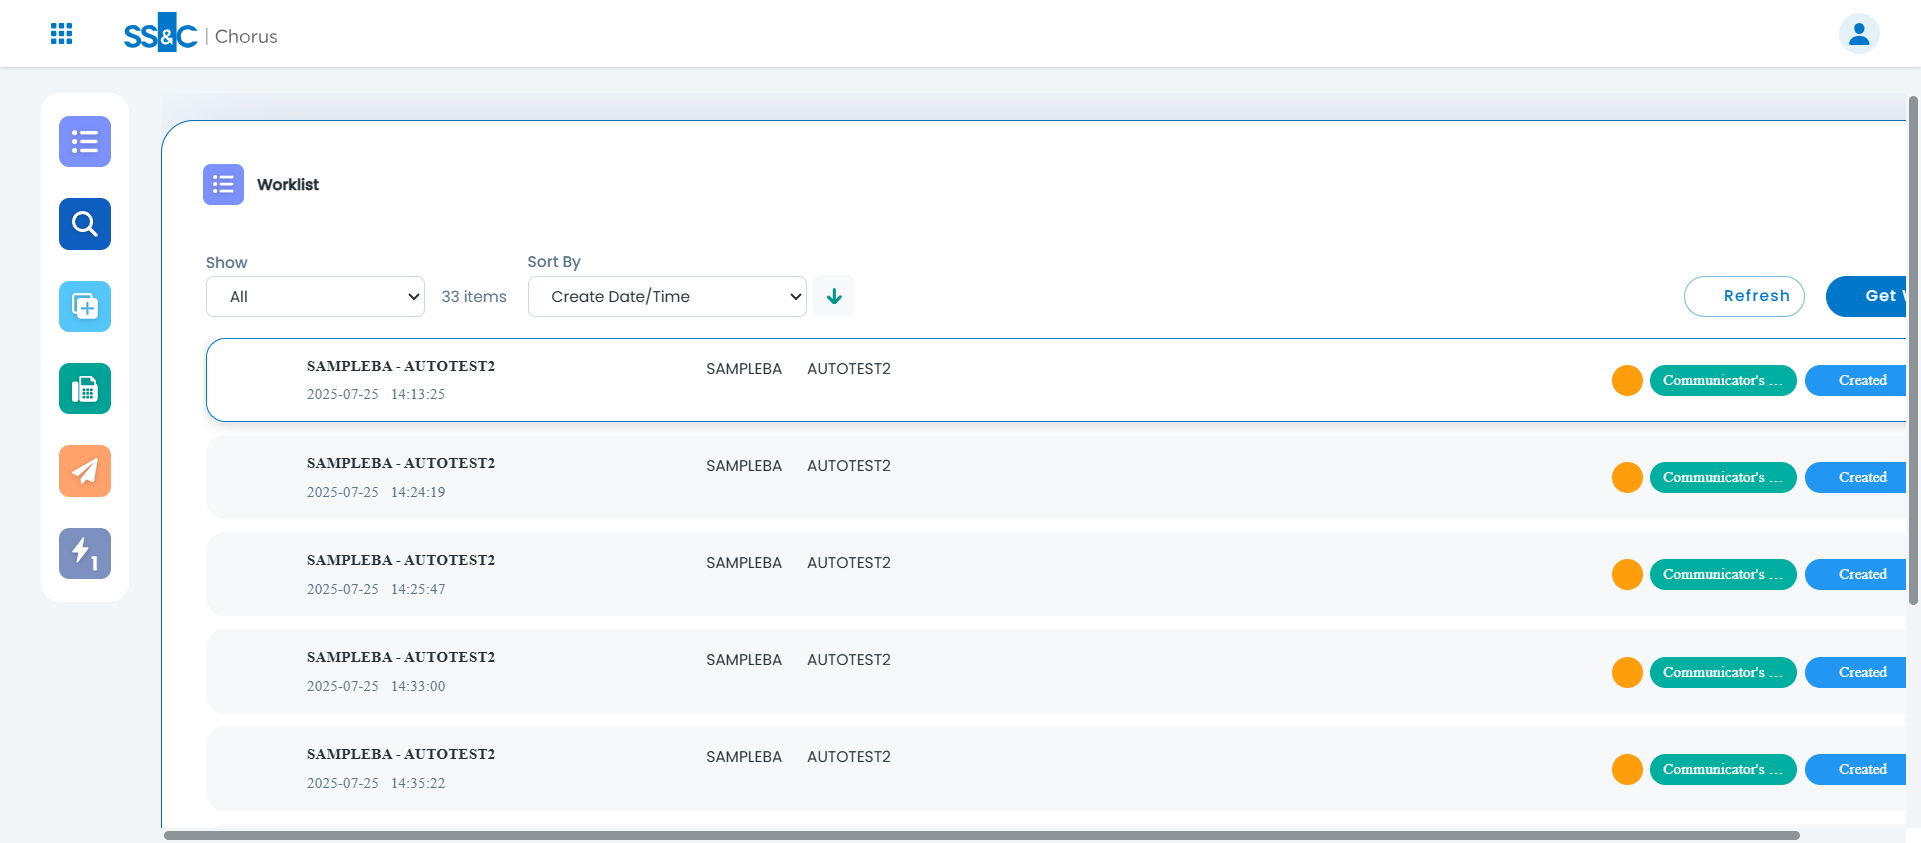 SS&C | Chorus
Worklist
Show
All
33 items
Sort By
Create Date/Time
Refresh
Get
SAMPLEBA - AUTOTEST2
2025-07-25 14:13:25
SAMPLEBA AUTOTEST2
Communicator's ...
Created
SAMPLEBA - AUTOTEST2
2025-07-25 14:24:19
SAMPLEBA AUTOTEST2
Communicator's ...
Created
SAMPLEBA - AUTOTEST2
2025-07-25 14:25:47
SAMPLEBA AUTOTEST2
Communicator's ...
Created
SAMPLEBA - AUTOTEST2
2025-07-25 14:33:00
SAMPLEBA AUTOTEST2
Communicator's ...
Created
SAMPLEBA - AUTOTEST2
2025-07-25 14:35:22
SAMPLEBA AUTOTEST2
Communicator's ...
Created
1